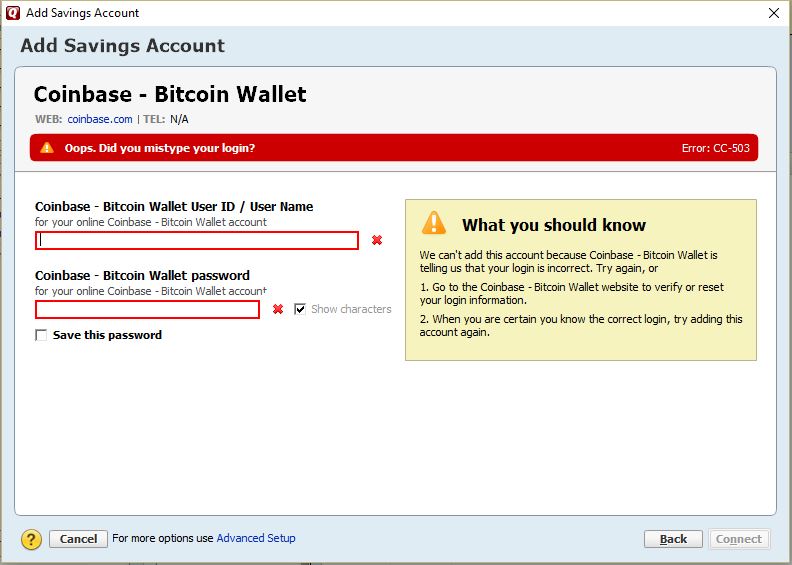 Add Savings Account
Add Savings Account
Coinbase - Bitcoin Wallet
WEB: coinbase.com | TEL: N/A
Oops. Did you mistype your login? Error: CC-503
Coinbase - Bitcoin Wallet User ID / User Name
for your online Coinbase - Bitcoin Wallet account
Coinbase - Bitcoin Wallet password
for your online Coinbase - Bitcoin Wallet account
Show characters
Save this password
What you should know
We can't add this account because Coinbase - Bitcoin Wallet is
telling us that your login is incorrect. Try again, or
1. Go to the Coinbase - Bitcoin Wallet website to verify or reset
your login information.
2. When you are certain you know the correct login, try adding this
account again.
? Cancel For more options use Advanced Setup Back Connect